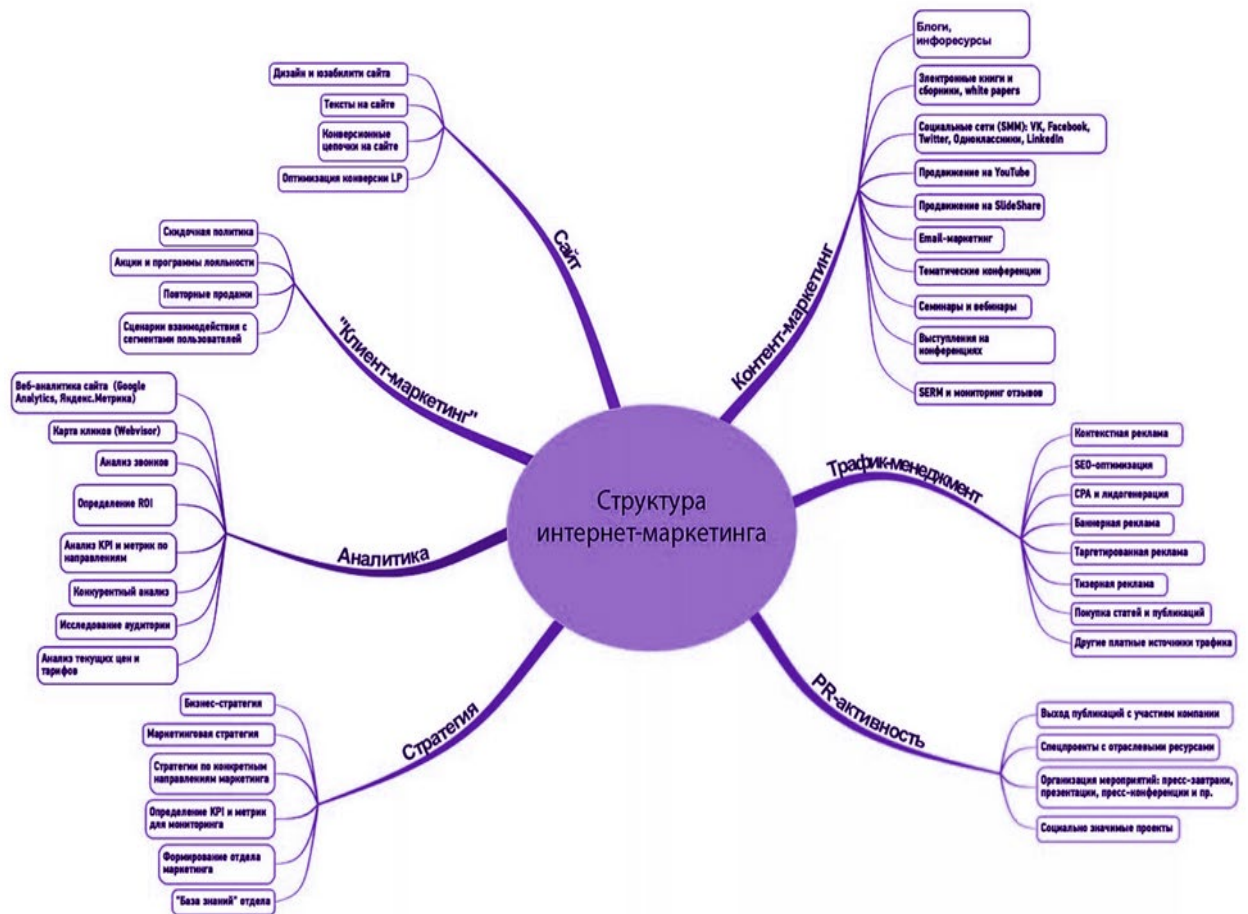 Структура
интернет-маркетинга
Сайт
Дизайн и юзабилити сайта
Тексты на сайте
Конверсионные
цепочки на сайте
Оптимизация конверсии LP
"Клиент-маркетинг"
Скидочная политика
Акции и программы лояльности
Повторные продажи
Сценарии взаимодействия с
сегментами пользователей
Аналитика
Веб-аналитика сайта (Google
Analytics, Яндекс.Метрика)
Карта кликов (Webvisor)
Анализ звонков
Определение ROI
Анализ KPI и метрик по
направлениям
Конкурентный анализ
Исследование аудитории
Анализ текущих цен и
тарифов
Стратегия
Бизнес-стратегия
Маркетинговая стратегия
Стратегии по конкретным
направлениям маркетинга
Определение KPI и метрик
для мониторинга
Формирование отдела
маркетинга
"База знаний" отдела
Контент-маркетинг
Блоги,
инфоресурсы
Электронные книги и
сборники, white papers
Социальные сети (SMM): VK, Facebook,
Twitter, Одноклассники, LinkedIn
Продвижение на YouTube
Продвижение на SlideShare
Email-маркетинг
Тематические конференции
Семинары и вебинары
Выступления на
конференциях
SERM и мониторинг отзывов
Трафик-менеджмент
Контекстная реклама
SEO-оптимизация
CPA и лидогенерация
Баннерная реклама
Таргетированная реклама
Тизерная реклама
Покупка статей и публикаций
Другие платные источники трафика
PR-активность
Выход публикаций с участием компании
Спецпроекты с отраслевыми ресурсами
Организация мероприятий: пресс-завтраки,
презентации, пресс-конференции и пр.
Социально значимые проекты